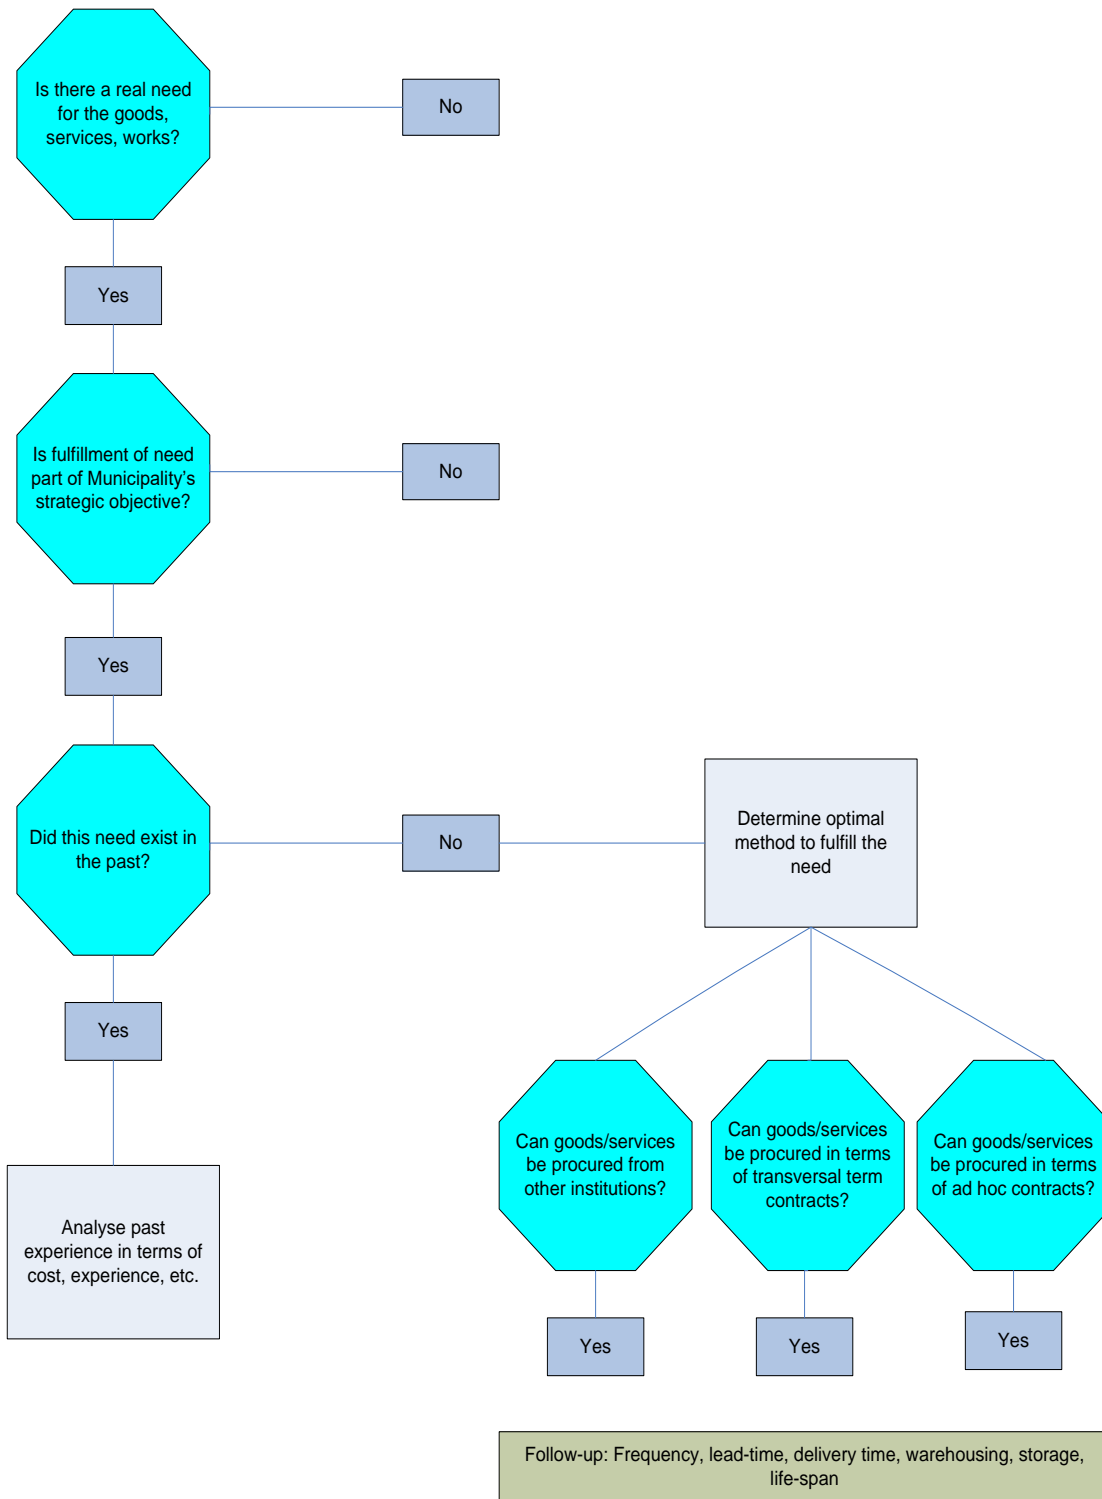 Is there a real need
for the goods,
services, works?
No
Yes
Is fulfillment of need
part of Municipality's
strategic objective?
No
Yes
Did this need exist in
the past?
No
Determine optimal
method to fulfill the
need
Yes
Analyse past
experience in terms of
cost, experience, etc.
Can goods/services
be procured from
other institutions?
Can goods/services
be procured in terms
of transversal term
contracts?
Can goods/services
be procured in terms
of ad hoc contracts?
Yes
Yes
Yes
Follow-up: Frequency, lead-time, delivery time, warehousing, storage,
life-span